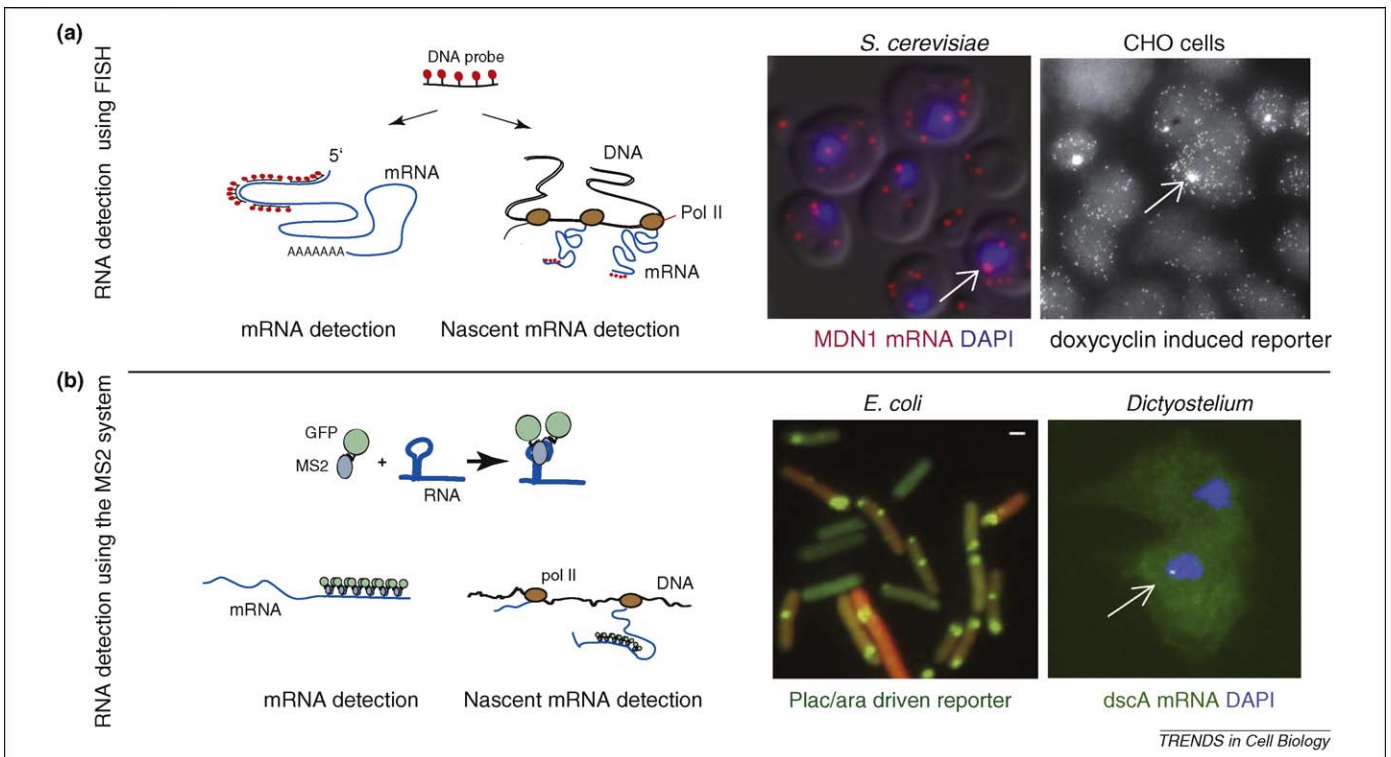 (a)
RNA detection using FISH
DNA probe
5'
mRNA
AAAAAAA
mRNA detection
DNA
Pol II
mRNA
Nascent mRNA detection
S. cerevisiae
MDN1 mRNA DAPI
CHO cells
doxycyclin induced reporter
(b)
RNA detection using the MS2 system
GFP
MS2
+
RNA
mRNA
mRNA detection
pol II
DNA
Nascent mRNA detection
E. coli
Plac/ara driven reporter
Dictyostelium
dscA mRNA DAPI
TRENDS in Cell Biology